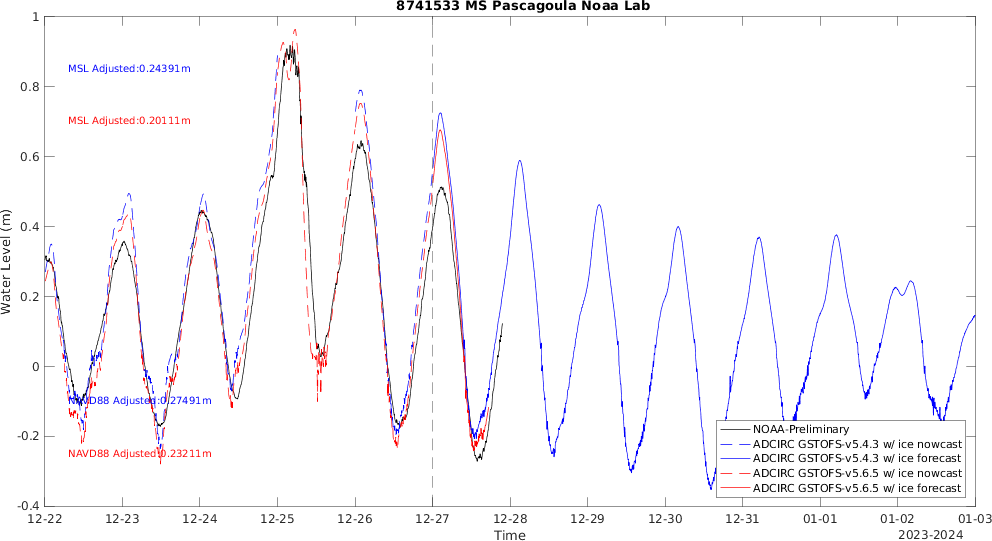 8741533 MS Pascagoula Noaa Lab
1
MSL Adjusted:0.24391m
0.8
MSL Adjusted:0.20111m
0.6
0.4
Water Level (m)
0.2
0
NAVD88 Adjusted:0.27491m
-0.2
NAVD88 Adjusted:0.23211m
-0.4
NOAA-Preliminary
ADCIRC GSTOFS-v5.4.3 w/ ice nowcast
ADCIRC GSTOFS-v5.4.3 w/ ice forecast
ADCIRC GSTOFS-v5.6.5 w/ ice nowcast
ADCIRC GSTOFS-v5.6.5 w/ ice forecast
12-22 12-23 12-24 12-25 12-26 12-27 12-28 12-29 12-30 12-31 01-01 01-02 01-03
Time
2023-2024